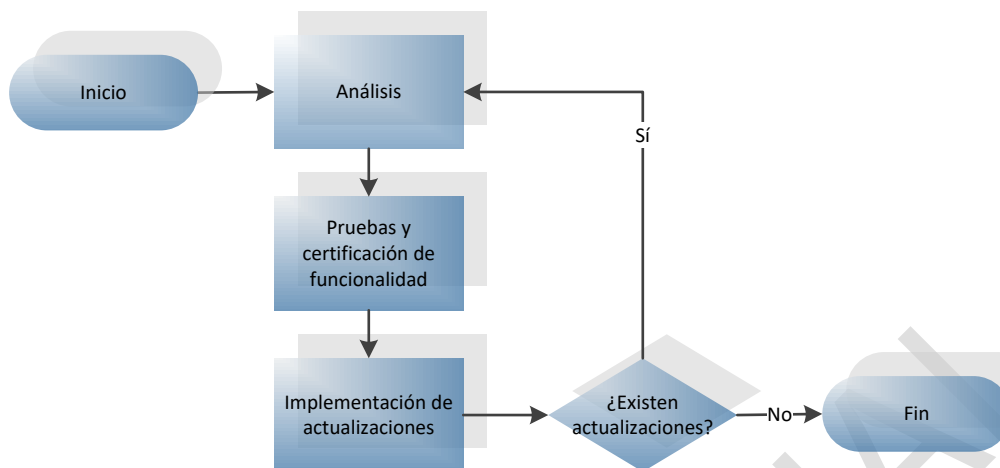 Inicio
Análisis
Sí
Pruebas y
certificación de
funcionalidad
Implementación de
actualizaciones
¿Existen
actualizaciones?
No
Fin